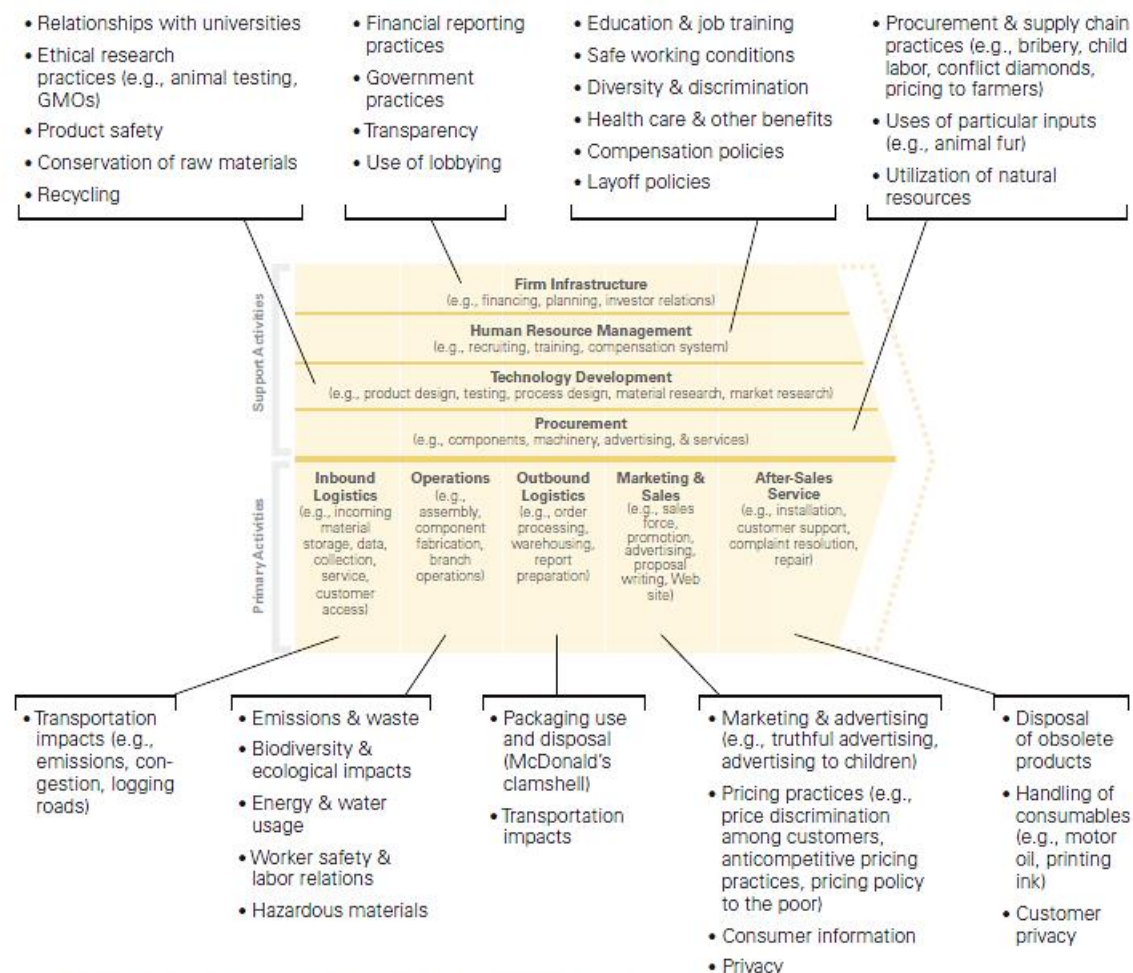 • Relationships with universities
• Ethical research
practices (e.g., animal testing,
GMOs)
• Product safety
• Conservation of raw materials
• Recycling
• Financial reporting
practices
• Government
practices
• Transparency
• Use of lobbying
• Education & job training
• Safe working conditions
• Diversity & discrimination
• Health care & other benefits
• Compensation policies
• Layoff policies
• Procurement & supply chain
practices (e.g., bribery, child
labor, conflict diamonds,
pricing to farmers)
• Uses of particular inputs
(e.g., animal fur)
• Utilization of natural
resources
Support Activities
Firm Infrastructure
(e.g., financing, planning, investor relations)
Human Resource Management
(e.g., recruiting, training, compensation system)
Technology Development
(e.g., product design, testing, process design, material research, market research)
Procurement
(e.g., components, machinery, advertising, & services)
Primary Activities
Inbound
Logistics
(e.g., incoming
material
storage, data,
collection,
service,
customer
access)
Operations
(e.g.,
assembly,
component
fabrication,
branch
operations)
Outbound
Logistics
(e.g., order
processing,
warehousing,
report
preparation)
Marketing &
Sales
(e.g., sales
force,
promotion,
advertising,
proposal
writing, Web
site)
After-Sales
Service
(e.g., installation,
customer support,
complaint resolution,
repair)
• Transportation
impacts (e.g.,
emissions, con-
gestion, logging
roads)
• Emissions & waste
• Biodiversity &
ecological impacts
• Energy & water
usage
• Worker safety &
labor relations
• Hazardous materials
• Packaging use
and disposal
(McDonald's
clamshell)
• Transportation
impacts
• Marketing & advertising
(e.g., truthful advertising,
advertising to children)
• Pricing practices (e.g.,
price discrimination
among customers,
anticompetitive pricing
practices, pricing policy
to the poor)
• Consumer information
• Privacy
• Disposal
of obsolete
products
• Handling of
consumables
(e.g., motor
oil, printing
ink)
• Customer
privacy